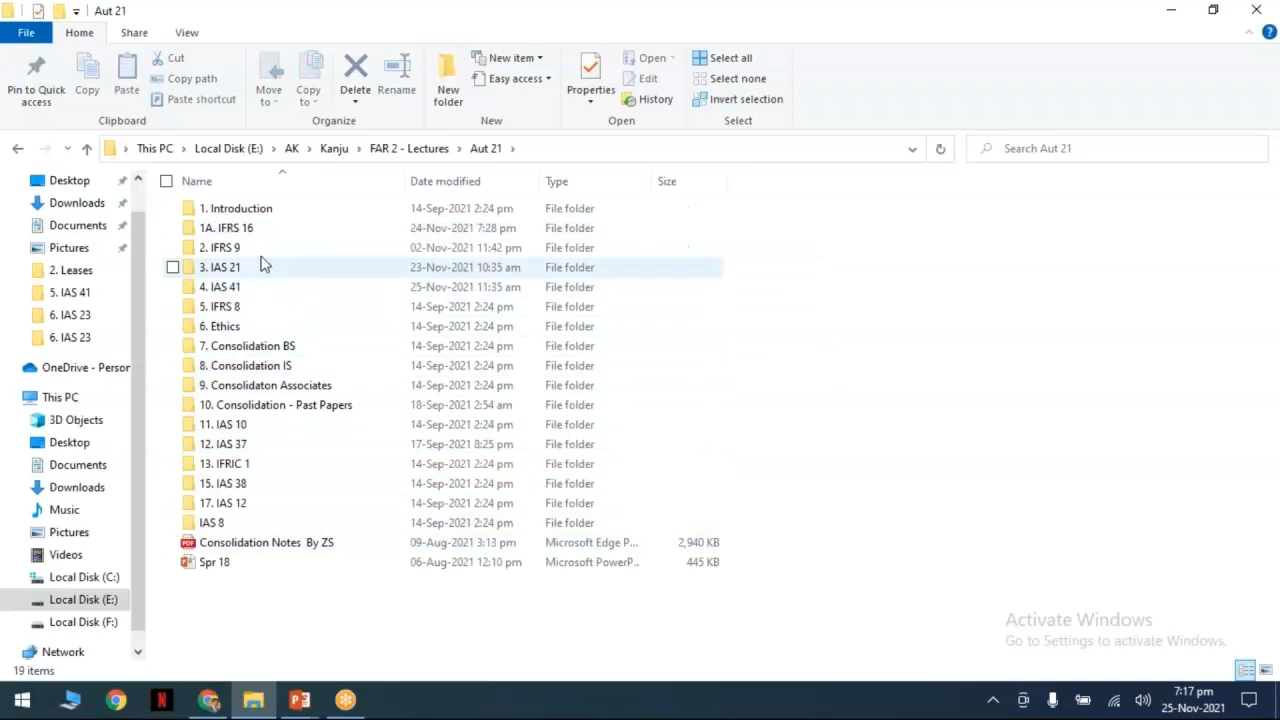 Aut 21
File Home Share View
Pin to Quick access
Copy
Paste
Cut
Copy path
Paste shortcut
Clipboard
Move to
Copy to
Delete
Rename
Organize
New folder
New item
Easy access
New
Properties
Open
Edit
History
Open
Select all
Select none
Invert selection
Select
This PC Local Disk (E:) AK Kanju FAR 2 - Lectures Aut 21
Search Aut 21
Desktop
Downloads
Documents
Pictures
2. Leases
5. IAS 41
6. IAS 23
6. IAS 23
OneDrive - Person
This PC
3D Objects
Desktop
Documents
Downloads
Music
Pictures
Videos
Local Disk (C:)
Local Disk (E:)
Local Disk (F:)
Network
Name Date modified Type Size
1. Introduction 14-Sep-2021 2:24 pm File folder
1A. IFRS 16 24-Nov-2021 7:28 pm File folder
2. IFRS 9 02-Nov-2021 11:42 pm File folder
3. IAS 21 23-Nov-2021 10:35 am File folder
4. IAS 41 25-Nov-2021 11:35 am File folder
5. IFRS 8 14-Sep-2021 2:24 pm File folder
6. Ethics 14-Sep-2021 2:24 pm File folder
7. Consolidation BS 14-Sep-2021 2:24 pm File folder
8. Consolidation IS 14-Sep-2021 2:24 pm File folder
9. Consolidaton Associates 14-Sep-2021 2:24 pm File folder
10. Consolidation - Past Papers 18-Sep-2021 2:54 am File folder
11. IAS 10 14-Sep-2021 2:24 pm File folder
12. IAS 37 17-Sep-2021 8:25 pm File folder
13. IFRIC 1 14-Sep-2021 2:24 pm File folder
15. IAS 38 14-Sep-2021 2:24 pm File folder
17. IAS 12 14-Sep-2021 2:24 pm File folder
IAS 8 14-Sep-2021 2:24 pm File folder
Consolidation Notes By ZS 09-Aug-2021 3:13 pm Microsoft Edge P... 2,940 KB
Spr 18 06-Aug-2021 12:10 pm Microsoft PowerP... 445 KB
Activate Windows
Go to Settings to activate Windows.
19 items
7:17 pm
25-Nov-2021